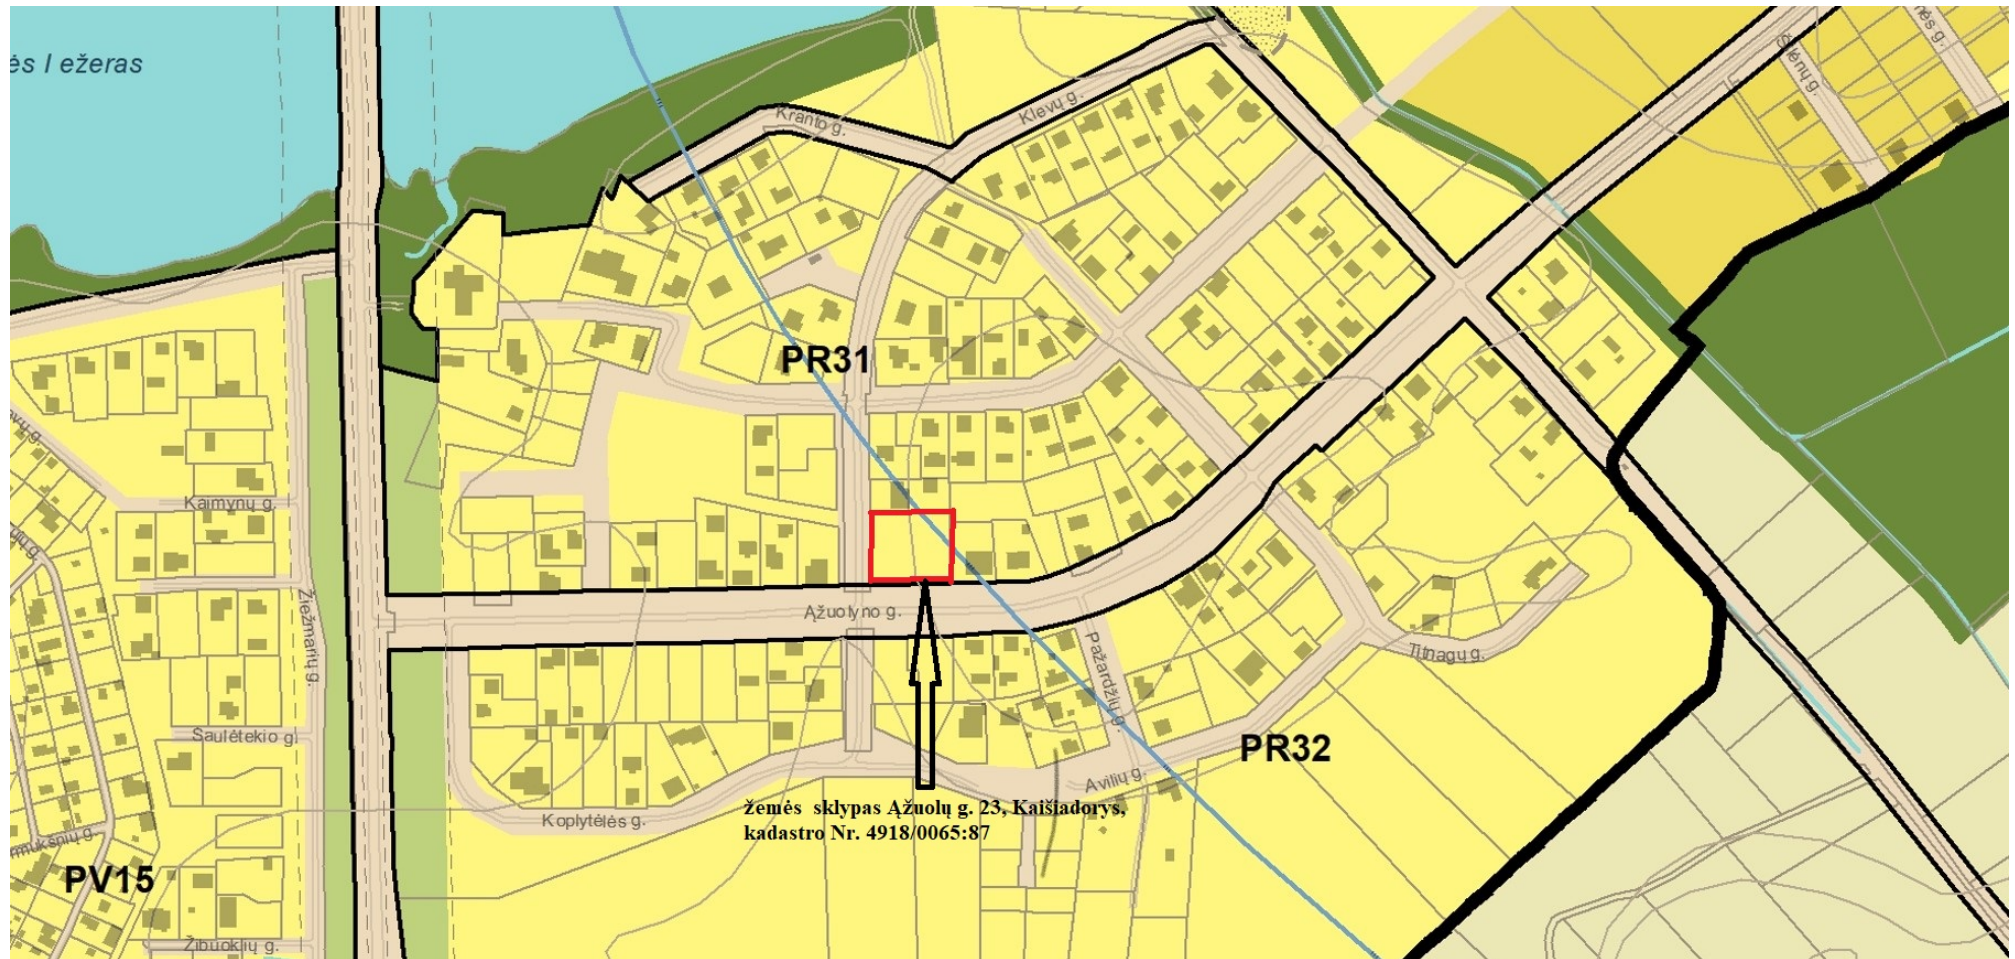 ės I ežeras
Kranto g.
Klevų g.
PR31
Kaimynų g.
Žiežmarių g.
Ąžuolyno g.
Pažardžių g.
Titnagų g.
Saulėtekio g.
PR32
Avilių g.
žemės sklypas Ąžuolų g. 23, Kaišiadorys,
kadastro Nr. 4918/0065:87
Koplytėlės g.
PV15
Žibuoklių g.